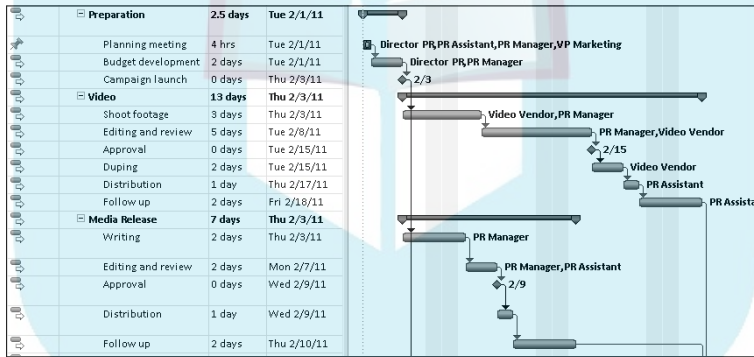 Preparation 2.5 days Tue 2/1/11
Planning meeting 4 hrs Tue 2/1/11 Director PR,PR Assistant,PR Manager,VP Marketing
Budget development 2 days Tue 2/1/11 Director PR,PR Manager
Campaign launch 0 days Thu 2/3/11 2/3
Video 13 days Thu 2/3/11
Shoot footage 3 days Thu 2/3/11 Video Vendor,PR Manager
Editing and review 5 days Tue 2/8/11 PR Manager,Video Vendor
Approval 0 days Tue 2/15/11 2/15
Duping 2 days Tue 2/15/11 Video Vendor
Distribution 1 day Thu 2/17/11 PR Assistant
Follow up 2 days Fri 2/18/11 PR Assista
Media Release 7 days Thu 2/3/11
Writing 2 days Thu 2/3/11 PR Manager
Editing and review 2 days Mon 2/7/11 PR Manager,PR Assistant
Approval 0 days Wed 2/9/11 2/9
Distribution 1 day Wed 2/9/11
Follow up 2 days Thu 2/10/11